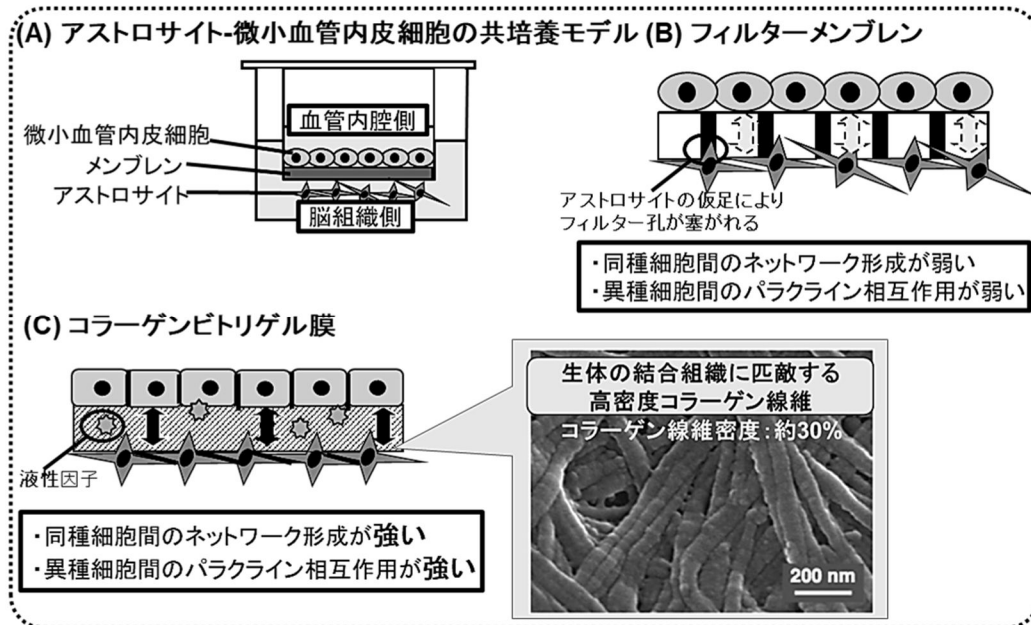 (A) アストロサイト-微小血管内皮細胞の共培養モデル
血管内腔側
微小血管内皮細胞
メンブレン
アストロサイト
脳組織側
(B) フィルターメンブレン
アストロサイトの仮足により
フィルター孔が塞がれる
・同種細胞間のネットワーク形成が弱い
・異種細胞間のパラクライン相互作用が弱い
(C) コラーゲンビトリゲル膜
液性因子
・同種細胞間のネットワーク形成が強い
・異種細胞間のパラクライン相互作用が強い
生体の結合組織に匹敵する
高密度コラーゲン線維
コラーゲン線維密度：約30%
200 nm